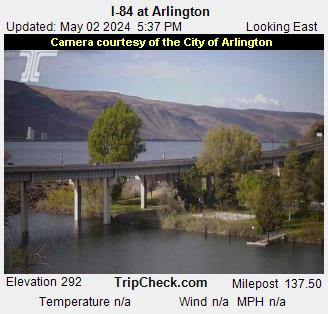 I-84 at Arlington
Updated: May 02 2024 5:37 PM Looking East
Camera courtesy of the City of Arlington
Elevation 292 TripCheck.com Milepost 137.50
Temperature n/a Wind n/a MPH n/a